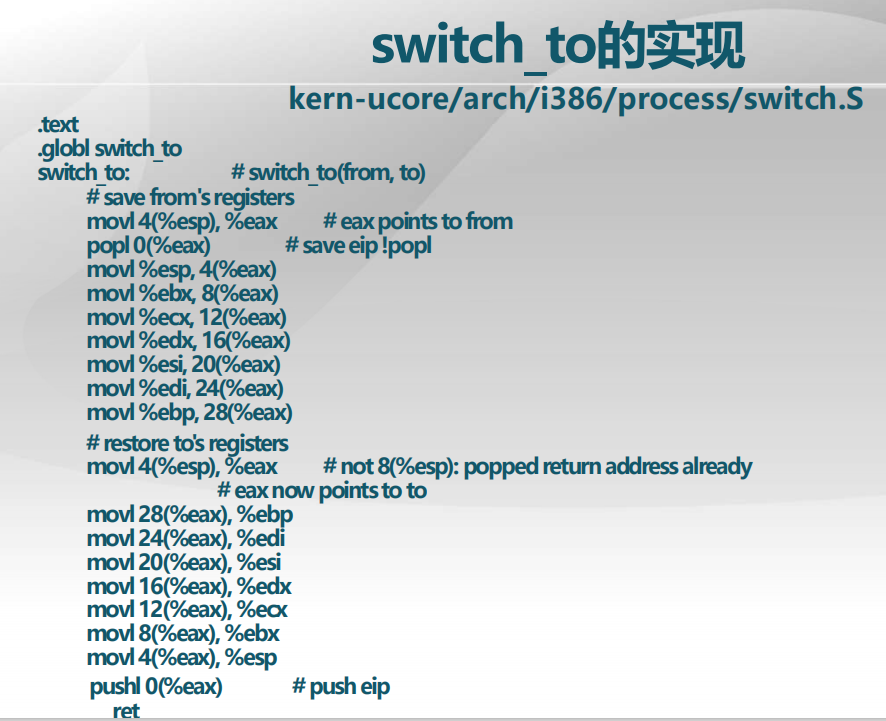 switch_to的实现
kern-ucore/arch/i386/process/switch.S
.text
.globl switch_to
switch_to: # switch_to(from, to)
# save from's registers
movl 4(%esp), %eax # eax points to from
popl 0(%eax) # save eip !popl
movl %esp, 4(%eax)
movl %ebx, 8(%eax)
movl %ecx, 12(%eax)
movl %edx, 16(%eax)
movl %esi, 20(%eax)
movl %edi, 24(%eax)
movl %ebp, 28(%eax)
# restore to's registers
movl 4(%esp), %eax # not 8(%esp): popped return address already
# eax now points to to
movl 28(%eax), %ebp
movl 24(%eax), %edi
movl 20(%eax), %esi
movl 16(%eax), %edx
movl 12(%eax), %ecx
movl 8(%eax), %ebx
movl 4(%eax), %esp
pushl 0(%eax) # push eip
ret